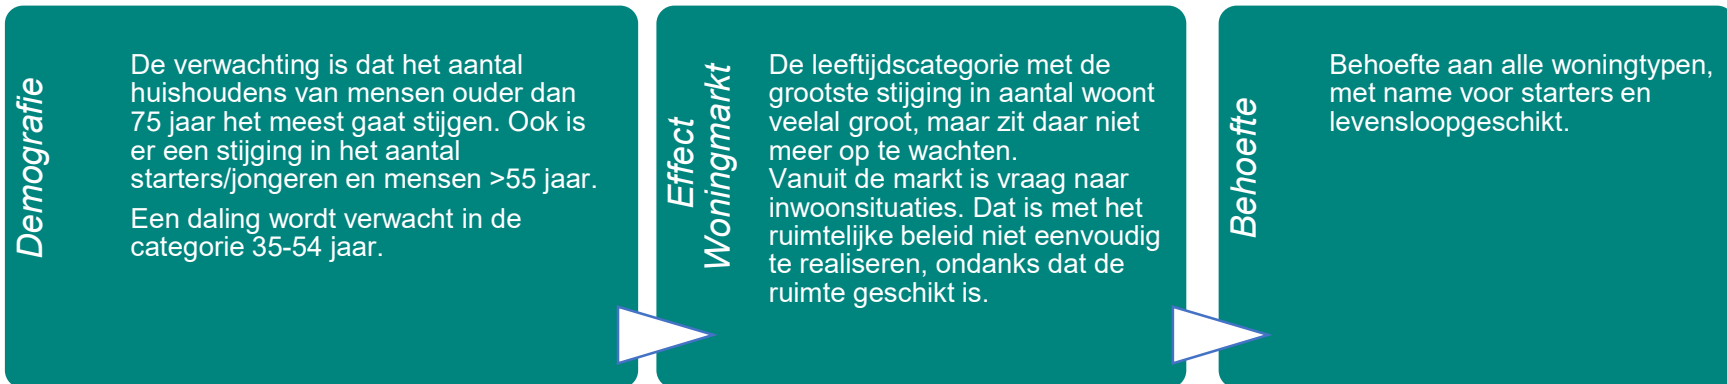 Demografie
De verwachting is dat het aantal
huishoudens van mensen ouder dan
75 jaar het meest gaat stijgen. Ook is
er een stijging in het aantal
starters/jongeren en mensen >55 jaar.
Een daling wordt verwacht in de
categorie 35-54 jaar.
Effect
Woningmarkt
De leeftijdscategorie met de
grootste stijging in aantal woont
veelal groot, maar zit daar niet
meer op te wachten.
Vanuit de markt is vraag naar
inwoonsituaties. Dat is met het
ruimtelijke beleid niet eenvoudig
te realiseren, ondanks dat de
ruimte geschikt is.
Behoefte
Behoefte aan alle woningtypen,
met name voor starters en
levensloopgeschikt.